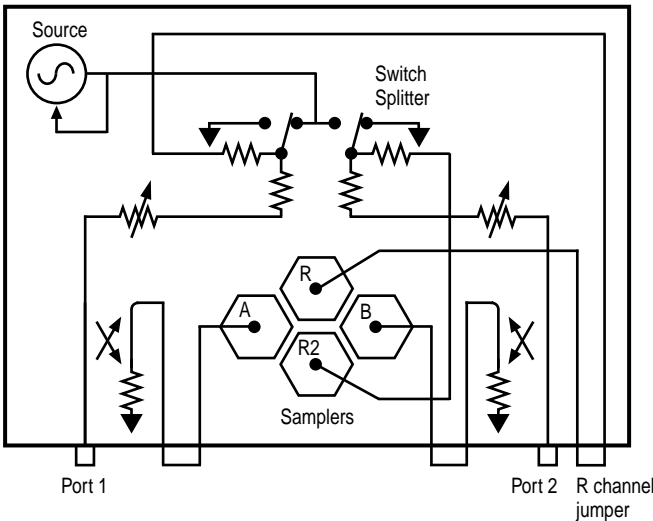 Source
Switch
Splitter
R
A
B
R2
Samplers
Port 1
Port 2
R channel
jumper